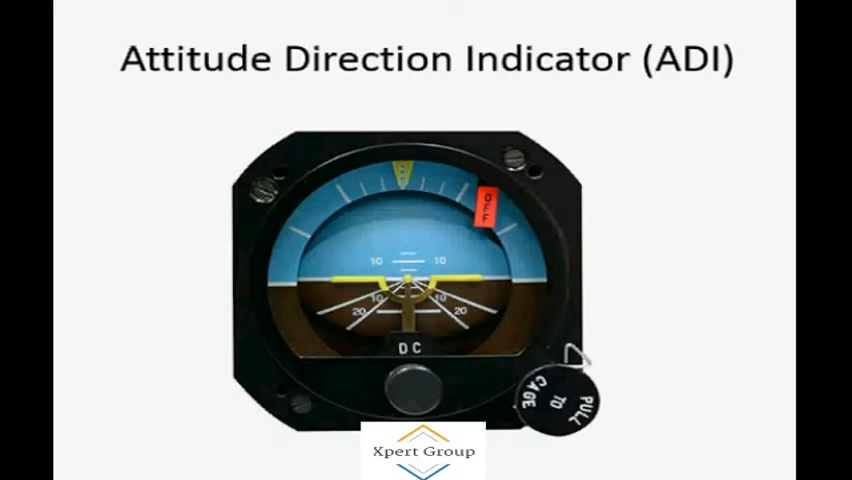 Attitude Direction Indicator (ADI)
OFF
10 10
10 10
20 20
DC
PULL
TO
CAGE
Xpert Group